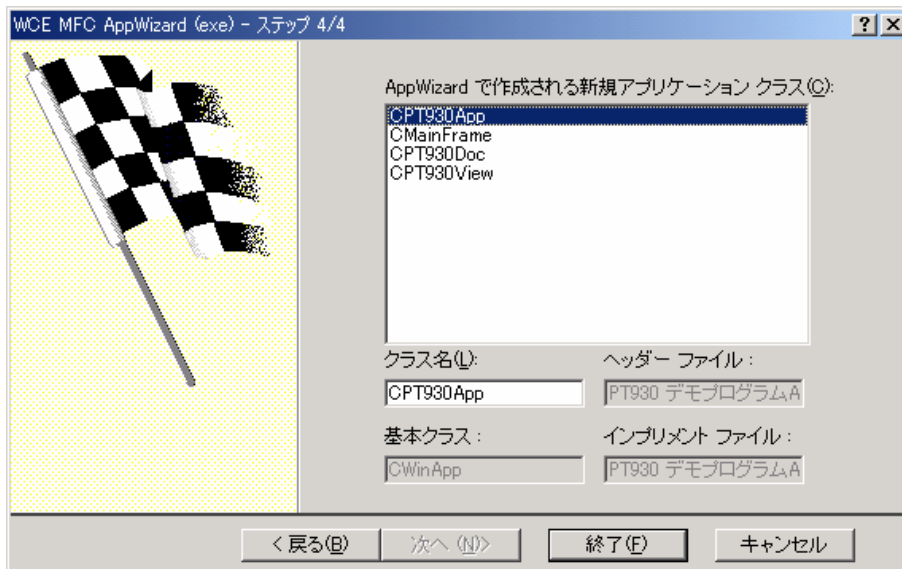 WCE MFC AppWizard (exe) - ステップ 4/4
AppWizard で作成される新規アプリケーション クラス(C):
CPT930App
CMainFrame
CPT930Doc
CPT930View
クラス名(L):
ヘッダー ファイル :
CPT930App
PT930 デモプログラムA
基本クラス :
インプリメント ファイル :
CWinApp
PT930 デモプログラムA
< 戻る(B)
次へ (N)>
終了(F)
キャンセル